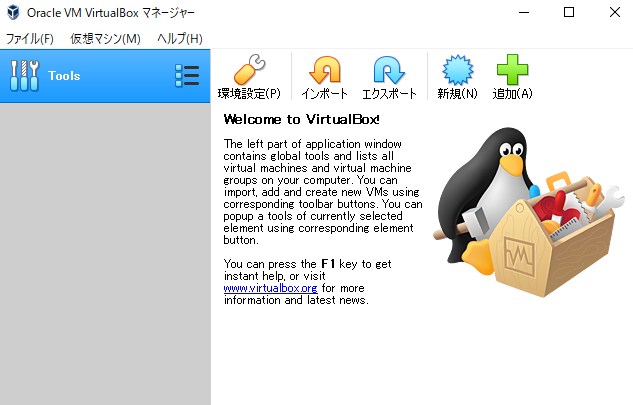 Oracle VM VirtualBox マネージャー
ファイル(F) 仮想マシン(M) ヘルプ(H)
Tools
環境設定(P) インポート エクスポート 新規(N) 追加(A)
Welcome to VirtualBox!
The left part of application window
contains global tools and lists all
virtual machines and virtual machine
groups on your computer. You can
import, add and create new VMs using
corresponding toolbar buttons. You can
popup a tools of currently selected
element using corresponding element
button.
You can press the F1 key to get
instant help, or visit
www.virtualbox.org for more
information and latest news.